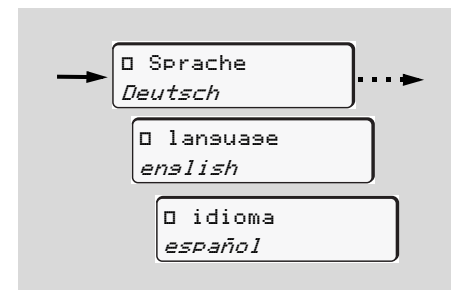 ▯ Sprache
Deutsch
▯ language
english
▯ idioma
español